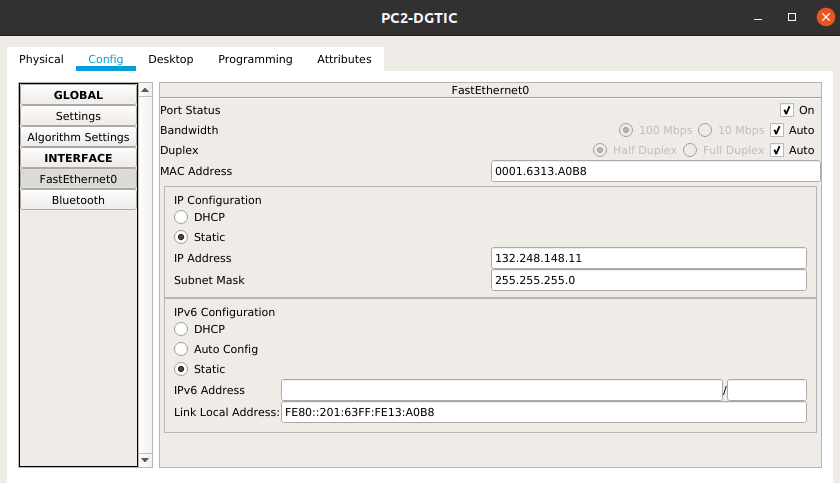 PC2-DGTIC
Physical Config Desktop Programming Attributes
GLOBAL
Settings
Algorithm Settings
INTERFACE
FastEthernet0
Bluetooth
FastEthernet0
Port Status On
Bandwidth 100 Mbps 10 Mbps Auto
Duplex Half Duplex Full Duplex Auto
MAC Address 0001.6313.A0B8
IP Configuration
DHCP
Static
IP Address 132.248.148.11
Subnet Mask 255.255.255.0
IPv6 Configuration
DHCP
Auto Config
Static
IPv6 Address /
Link Local Address: FE80::201:63FF:FE13:A0B8